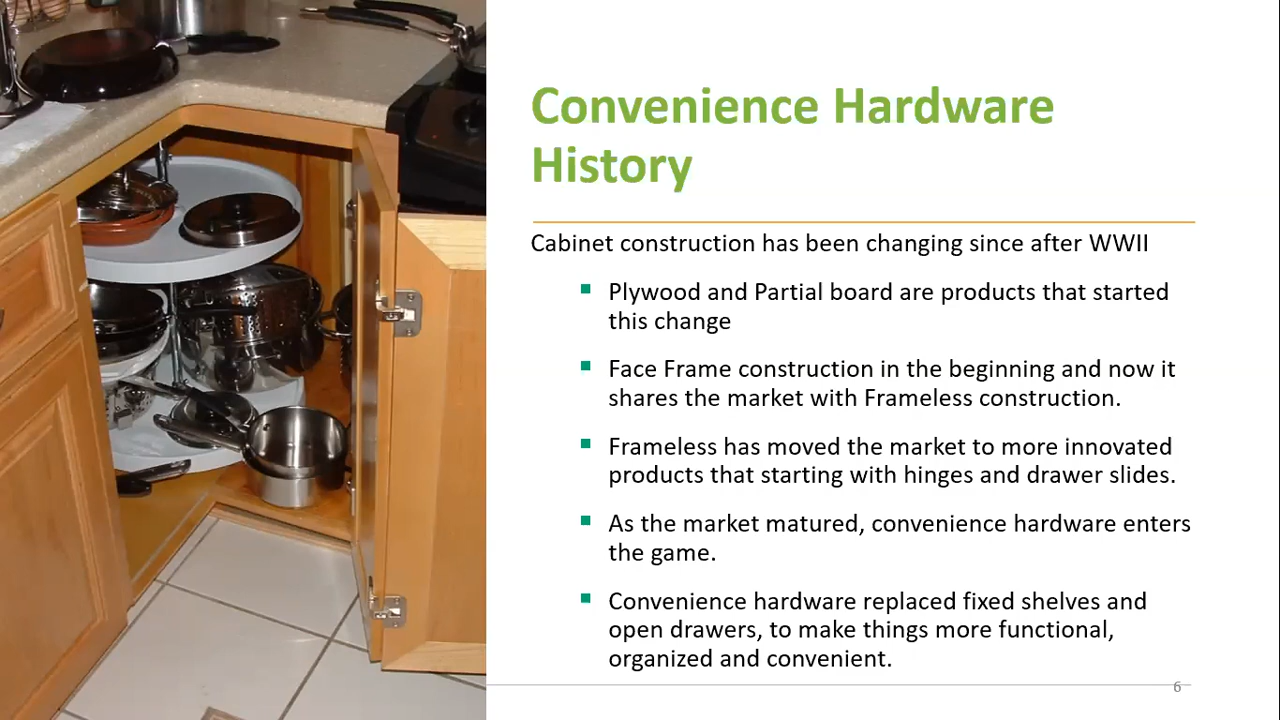 Convenience Hardware
History
Cabinet construction has been changing since after WWII
Plywood and Partial board are products that started
this change
Face Frame construction in the beginning and now it
shares the market with Frameless construction.
Frameless has moved the market to more innovated
products that starting with hinges and drawer slides.
As the market matured, convenience hardware enters
the game.
Convenience hardware replaced fixed shelves and
open drawers, to make things more functional,
organized and convenient.
6